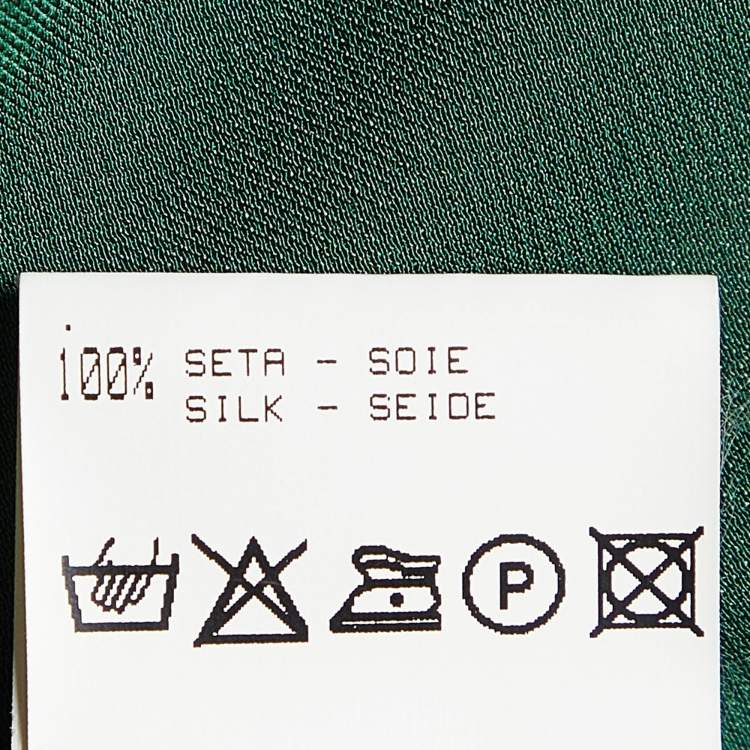 100% SETA - SOIE
SILK - SEIDE
P